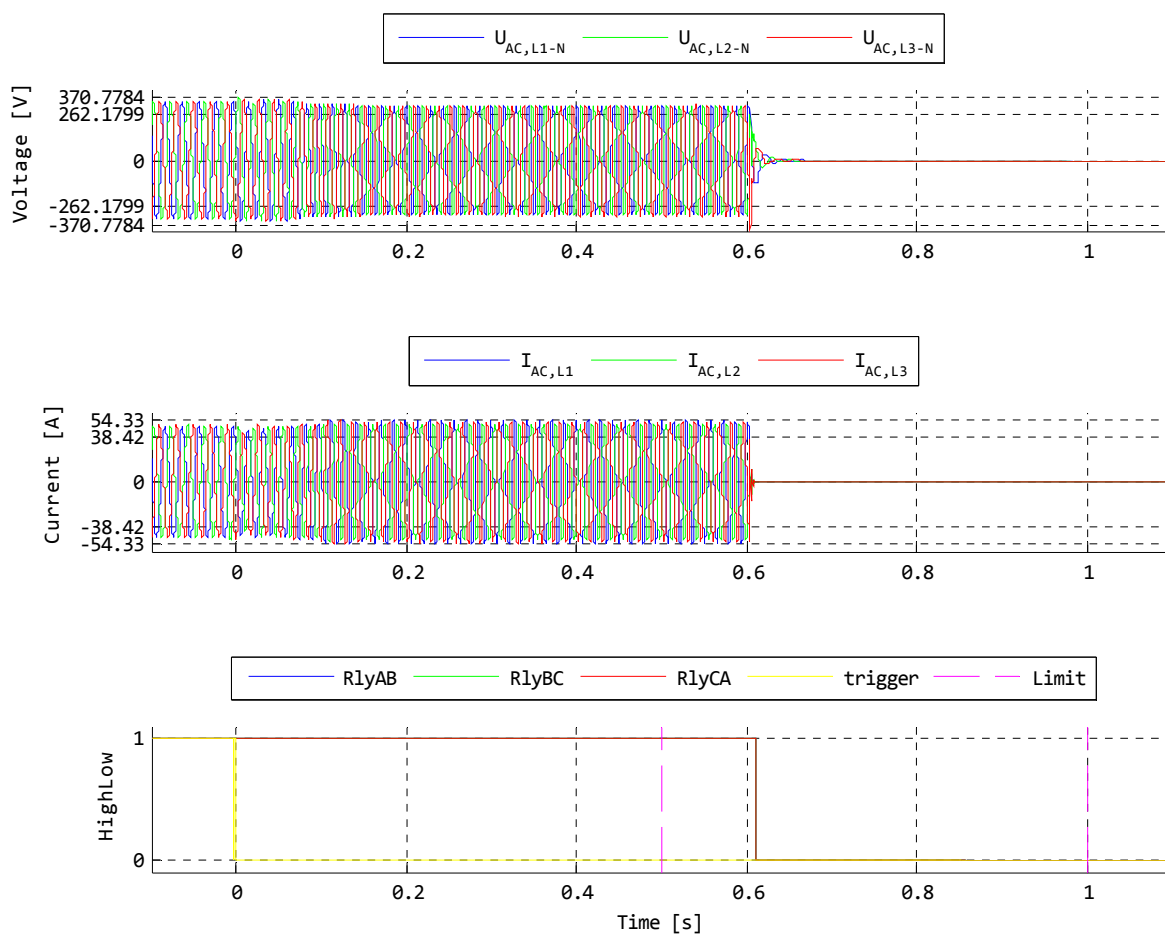 U_AC,L1-N U_AC,L2-N U_AC,L3-N
Voltage [V]
370.7784
262.1799
0
-262.1799
-370.7784
0 0.2 0.4 0.6 0.8 1
I_AC,L1 I_AC,L2 I_AC,L3
Current [A]
54.33
38.42
0
-38.42
-54.33
0 0.2 0.4 0.6 0.8 1
RlyAB RlyBC RlyCA trigger Limit
HighLow
1
0
0 0.2 0.4 0.6 0.8 1
Time [s]